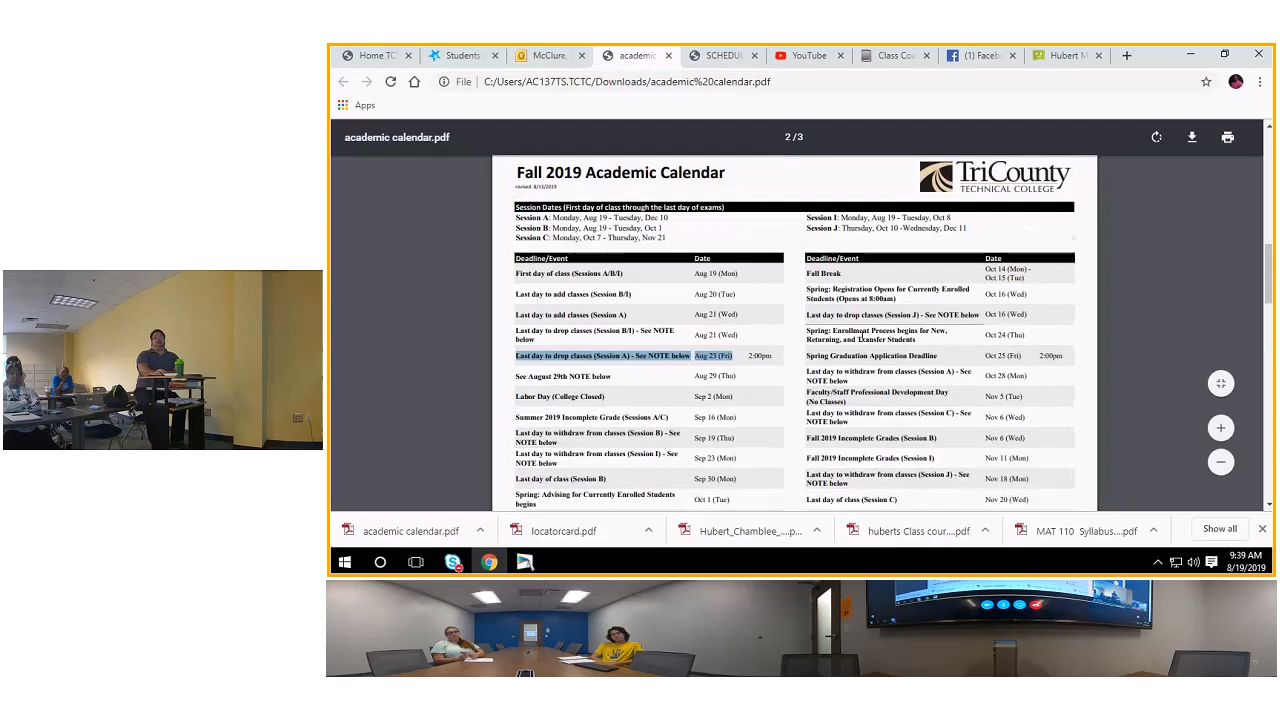 Home TCT
Students
McClure,
academic
SCHEDUL
YouTube
Class Cou
(1) Faceb
Hubert M
File
C:/Users/AC137TS.TCTC/Downloads/academic%20calendar.pdf
Apps
academic calendar.pdf
2 / 3
Fall 2019 Academic Calendar
revised: 8/13/2019
TriCounty
TECHNICAL COLLEGE
Session Dates (First day of class through the last day of exams)
Session A: Monday, Aug 19 - Tuesday, Dec 10
Session B: Monday, Aug 19 - Tuesday, Oct 1
Session C: Monday, Oct 7 - Thursday, Nov 21
Session I: Monday, Aug 19 - Tuesday, Oct 8
Session J: Thursday, Oct 10 -Wednesday, Dec 11
Deadline/Event Date
First day of class (Sessions A/B/I) Aug 19 (Mon)
Last day to add classes (Session B/I) Aug 20 (Tue)
Last day to add classes (Session A) Aug 21 (Wed)
Last day to drop classes (Session B/I) - See NOTE
below Aug 21 (Wed)
Last day to drop classes (Session A) - See NOTE below Aug 23 (Fri) 2:00pm
See August 29th NOTE below Aug 29 (Thu)
Labor Day (College Closed) Sep 2 (Mon)
Summer 2019 Incomplete Grade (Sessions A/C) Sep 16 (Mon)
Last day to withdraw from classes (Session B) - See
NOTE below Sep 19 (Thu)
Last day to withdraw from classes (Session I) - See
NOTE below Sep 23 (Mon)
Last day of class (Session B) Sep 30 (Mon)
Spring: Advising for Currently Enrolled Students
begins Oct 1 (Tue)
Deadline/Event Date
Fall Break Oct 14 (Mon) -
Oct 15 (Tue)
Spring: Registration Opens for Currently Enrolled
Students (Opens at 8:00am) Oct 16 (Wed)
Last day to drop classes (Session J) - See NOTE below Oct 16 (Wed)
Spring: Enrollment Process begins for New,
Returning, and Transfer Students Oct 24 (Thu)
Spring Graduation Application Deadline Oct 25 (Fri) 2:00pm
Last day to withdraw from classes (Session A) - See
NOTE below Oct 28 (Mon)
Faculty/Staff Professional Development Day
(No Classes) Nov 5 (Tue)
Last day to withdraw from classes (Session C) - See
NOTE below Nov 6 (Wed)
Fall 2019 Incomplete Grades (Session B) Nov 6 (Wed)
Fall 2019 Incomplete Grades (Session I) Nov 11 (Mon)
Last day to withdraw from classes (Session J) - See
NOTE below Nov 18 (Mon)
Last day of class (Session C) Nov 20 (Wed)
academic calendar.pdf
locatorcard.pdf
Hubert_Chamblee_....p...
huberts Class cour....pdf
MAT 110 Syllabus...pdf
Show all
9:39 AM
8/19/2019